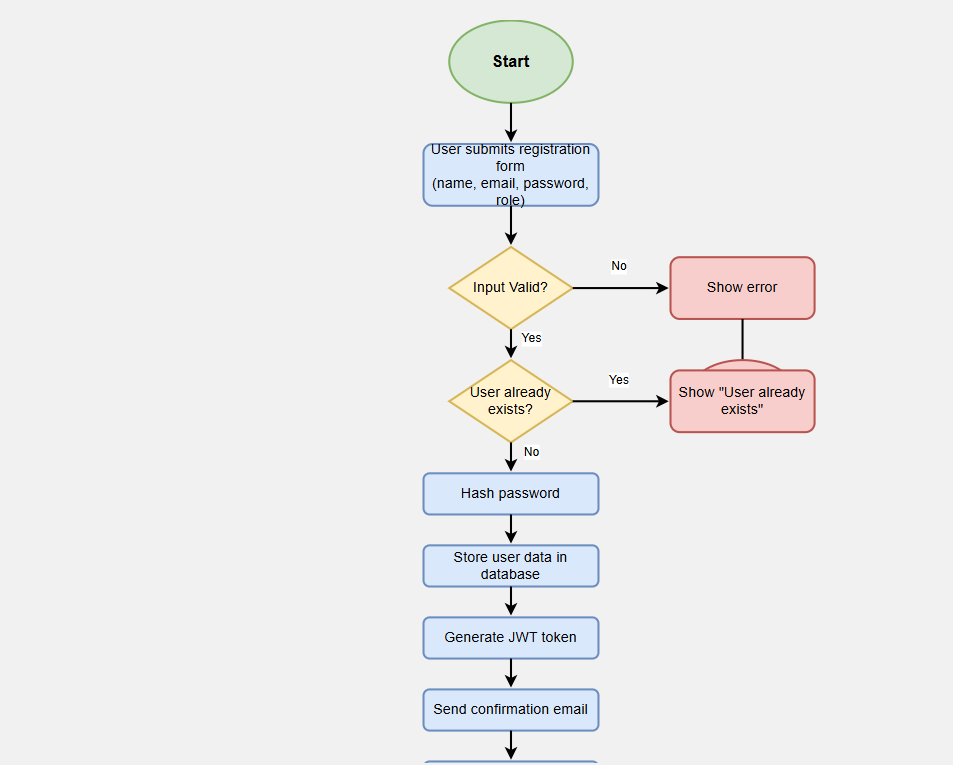 Start
User submits registration
form
(name, email, password,
role)
Input Valid?
No
Show error
Yes
User already
exists?
Yes
Show "User already
exists"
No
Hash password
Store user data in
database
Generate JWT token
Send confirmation email